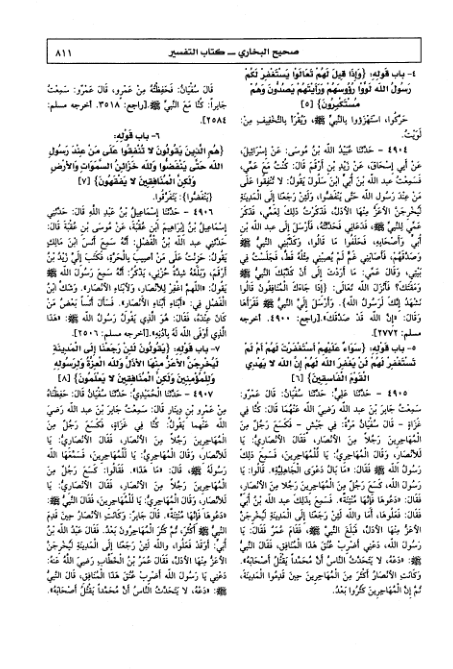 صحيح البخاري ــ كتاب التفسير
٨١١
٤- باب قوله: {وَإِذَا قِيلَ لَهُمْ تَعَالَوْا يَسْتَغْفِرْ لَكُمْ
رَسُولُ اللَّهِ لَوَّوْا رُؤُوسَهُمْ وَرَأَيْتَهُمْ يَصُدُّونَ وَهُمْ
مُسْتَكْبِرُونَ} [٥]
حَرَّكُوا، اسْتَهْزَؤُوا بِالنَّبِيِّ ﷺ، وَيُقْرَأُ بِالتَّخْفِيفِ مِنْ:
لَوَيْتُ.
٤٩٠٤ - حَدَّثَنَا عُبَيْدُ اللَّهِ بْنُ مُوسَى، عَنْ إِسْرَائِيلَ،
عَنْ أَبِي إِسْحَاقَ، عَنْ زَيْدِ بْنِ أَرْقَمَ قَالَ: كُنْتُ مَعَ عَمِّي،
فَسَمِعْتُ عَبْدَ اللَّهِ بْنَ أُبَيٍّ ابْنَ سَلُولَ يَقُولُ: لَا تُنْفِقُوا عَلَى
مَنْ عِنْدَ رَسُولِ اللَّهِ حَتَّى يَنْفَضُّوا، وَلَئِنْ رَجَعْنَا إِلَى الْمَدِينَةِ
لَيُخْرِجَنَّ الْأَعَزُّ مِنْهَا الْأَذَلَّ، فَذَكَرْتُ ذَلِكَ لِعَمِّي، فَذَكَرَ
عَمِّي لِلنَّبِيِّ ﷺ، فَدَعَانِي فَحَدَّثْتُهُ، فَأَرْسَلَ إِلَى عَبْدِ اللَّهِ بْنِ
أُبَيٍّ وَأَصْحَابِهِ، فَحَلَفُوا مَا قَالُوا، وَكَذَّبَنِي النَّبِيُّ ﷺ
وَصَدَّقَهُمْ، فَأَصَابَنِي غَمٌّ لَمْ يُصِبْنِي مِثْلُهُ قَطُّ، فَجَلَسْتُ فِي
بَيْتِي، وَقَالَ عَمِّي: مَا أَرَدْتَ إِلَى أَنْ كَذَّبَكَ النَّبِيُّ ﷺ
وَمَقَتَكَ؟ فَأَنْزَلَ اللَّهُ تَعَالَى: {إِذَا جَاءَكَ الْمُنَافِقُونَ قَالُوا
نَشْهَدُ إِنَّكَ لَرَسُولُ اللَّهِ}. وَأَرْسَلَ إِلَيَّ النَّبِيُّ ﷺ فَقَرَأَهَا
وَقَالَ: «إِنَّ اللَّهَ قَدْ صَدَّقَكَ».[راجع: ٤٩٠٠. أخرجه
مسلم: ٢٧٧٢].
٥- باب قَوْلِهِ: {سَوَاءٌ عَلَيْهِمْ أَسْتَغْفَرْتَ لَهُمْ أَمْ لَمْ
تَسْتَغْفِرْ لَهُمْ لَنْ يَغْفِرَ اللَّهُ لَهُمْ إِنَّ اللَّهَ لَا يَهْدِي
الْقَوْمَ الْفَاسِقِينَ} [٦]
٤٩٠٥ - حَدَّثَنَا عَلِيٌّ: حَدَّثَنَا سُفْيَانُ: قَالَ عَمْرٌو:
سَمِعْتُ جَابِرَ بْنَ عَبْدِ اللَّهِ رَضِيَ اللَّهُ عَنْهُمَا قَالَ: كُنَّا فِي
غَزَاةٍ - قَالَ سُفْيَانُ مَرَّةً: فِي جَيْشٍ - فَكَسَعَ رَجُلٌ مِنَ
الْمُهَاجِرِينَ رَجُلًا مِنَ الْأَنْصَارِ، فَقَالَ الْأَنْصَارِيُّ: يَا
لَلْأَنْصَارِ، وَقَالَ الْمُهَاجِرِيُّ: يَا لَلْمُهَاجِرِينَ، فَسَمِعَ ذَلِكَ
رَسُولُ اللَّهِ ﷺ فَقَالَ: «مَا بَالُ دَعْوَى الْجَاهِلِيَّةِ». قَالُوا: يَا
رَسُولَ اللَّهِ، كَسَعَ رَجُلٌ مِنَ الْمُهَاجِرِينَ رَجُلًا مِنَ الْأَنْصَارِ،
فَقَالَ: «دَعُوهَا فَإِنَّهَا مُنْتِنَةٌ». فَسَمِعَ بِذَلِكَ عَبْدُ اللَّهِ بْنُ أُبَيٍّ
فَقَالَ: فَعَلُوهَا، أَمَا وَاللَّهِ لَئِنْ رَجَعْنَا إِلَى الْمَدِينَةِ لَيُخْرِجَنَّ
الْأَعَزُّ مِنْهَا الْأَذَلَّ، فَبَلَغَ النَّبِيَّ ﷺ، فَقَامَ عُمَرُ فَقَالَ: يَا
رَسُولَ اللَّهِ، دَعْنِي أَضْرِبْ عُنُقَ هَذَا الْمُنَافِقِ، فَقَالَ النَّبِيُّ
ﷺ: «دَعْهُ، لَا يَتَحَدَّثُ النَّاسُ أَنَّ مُحَمَّدًا يَقْتُلُ أَصْحَابَهُ».
وَكَانَتِ الْأَنْصَارُ أَكْثَرَ مِنَ الْمُهَاجِرِينَ حِينَ قَدِمُوا الْمَدِينَةَ،
ثُمَّ إِنَّ الْمُهَاجِرِينَ كَثُرُوا بَعْدُ.
قَالَ سُفْيَانُ: فَحَفِظْتُهُ مِنْ عَمْرٍو، قَالَ عَمْرٌو: سَمِعْتُ
جَابِرًا: كُنَّا مَعَ النَّبِيِّ ﷺ.[راجع: ٣٥١٨. أخرجه مسلم:
٢٥٨٤].
٦- باب قَوْلِهِ:
{هُمُ الَّذِينَ يَقُولُونَ لَا تُنْفِقُوا عَلَى مَنْ عِنْدَ رَسُولِ
اللَّهِ حَتَّى يَنْفَضُّوا وَلِلَّهِ خَزَائِنُ السَّمَوَاتِ وَالْأَرْضِ
وَلَكِنَّ الْمُنَافِقِينَ لَا يَفْقَهُونَ} [٧]
{يَنْفَضُّوا}: يَتَفَرَّقُوا.
٤٩٠٦ - حَدَّثَنَا إِسْمَاعِيلُ بْنُ عَبْدِ اللَّهِ قَالَ: حَدَّثَنِي
إِسْمَاعِيلُ بْنُ إِبْرَاهِيمَ ابْنِ عُقْبَةَ، عَنْ مُوسَى بْنِ عُقْبَةَ قَالَ:
حَدَّثَنِي عَبْدُ اللَّهِ بْنُ الْفَضْلِ: أَنَّهُ سَمِعَ أَنَسَ ابْنَ مَالِكٍ
يَقُولُ: حَزِنْتُ عَلَى مَنْ أُصِيبَ بِالْحَرَّةِ، فَكَتَبَ إِلَيَّ زَيْدُ بْنُ
أَرْقَمَ، وَبَلَغَهُ شِدَّةُ حُزْنِي، يَذْكُرُ: أَنَّهُ سَمِعَ رَسُولَ اللَّهِ ﷺ
يَقُولُ: «اللَّهُمَّ اغْفِرْ لِلْأَنْصَارِ، وَلِأَبْنَاءِ الْأَنْصَارِ». وَشَكَّ ابْنُ
الْفَضْلِ فِي: «أَبْنَاءِ أَبْنَاءِ الْأَنْصَارِ». فَسَأَلَ أَنَسًا بَعْضُ مَنْ
كَانَ عِنْدَهُ، فَقَالَ: هُوَ الَّذِي يَقُولُ رَسُولُ اللَّهِ ﷺ: «هَذَا
الَّذِي أَوْفَى اللَّهُ لَهُ بِأُذُنِهِ».[أخرجه مسلم: ٢٥٠٦].
٧- باب قَوْلِهِ: {يَقُولُونَ لَئِنْ رَجَعْنَا إِلَى الْمَدِينَةِ
لَيُخْرِجَنَّ الْأَعَزُّ مِنْهَا الْأَذَلَّ وَلِلَّهِ الْعِزَّةُ وَلِرَسُولِهِ
وَلِلْمُؤْمِنِينَ وَلَكِنَّ الْمُنَافِقِينَ لَا يَعْلَمُونَ} [٨]
٤٩٠٧ - حَدَّثَنَا الْحُمَيْدِيُّ: حَدَّثَنَا سُفْيَانُ قَالَ: حَفِظْنَاهُ
مِنْ عَمْرِو بْنِ دِينَارٍ قَالَ: سَمِعْتُ جَابِرَ بْنَ عَبْدِ اللَّهِ رَضِيَ
اللَّهُ عَنْهُمَا يَقُولُ: كُنَّا فِي غَزَاةٍ، فَكَسَعَ رَجُلٌ مِنَ
الْمُهَاجِرِينَ رَجُلًا مِنَ الْأَنْصَارِ، فَقَالَ الْأَنْصَارِيُّ: يَا
لَلْأَنْصَارِ، وَقَالَ الْمُهَاجِرِيُّ: يَا لَلْمُهَاجِرِينَ، فَسَمَّعَهَا اللَّهُ
رَسُولَهُ ﷺ، قَالَ: «مَا هَذَا». فَقَالُوا: كَسَعَ رَجُلٌ مِنَ
الْمُهَاجِرِينَ رَجُلًا مِنَ الْأَنْصَارِ، فَقَالَ الْأَنْصَارِيُّ: يَا
لَلْأَنْصَارِ، وَقَالَ الْمُهَاجِرِيُّ: يَا لَلْمُهَاجِرِينَ، فَقَالَ النَّبِيُّ ﷺ:
«دَعُوهَا فَإِنَّهَا مُنْتِنَةٌ». قَالَ جَابِرٌ: وَكَانَتِ الْأَنْصَارُ حِينَ قَدِمَ
النَّبِيُّ ﷺ أَكْثَرَ، ثُمَّ كَثُرَ الْمُهَاجِرُونَ بَعْدُ. فَقَالَ عَبْدُ اللَّهِ بْنُ
أُبَيٍّ: أَوَقَدْ فَعَلُوا، وَاللَّهِ لَئِنْ رَجَعْنَا إِلَى الْمَدِينَةِ لَيُخْرِجَنَّ
الْأَعَزُّ مِنْهَا الْأَذَلَّ، فَقَالَ عُمَرُ بْنُ الْخَطَّابِ رَضِيَ اللَّهُ عَنْهُ:
دَعْنِي يَا رَسُولَ اللَّهِ أَضْرِبْ عُنُقَ هَذَا الْمُنَافِقِ، قَالَ النَّبِيُّ
ﷺ: «دَعْهُ، لَا يَتَحَدَّثُ النَّاسُ أَنَّ مُحَمَّدًا يَقْتُلُ أَصْحَابَهُ».